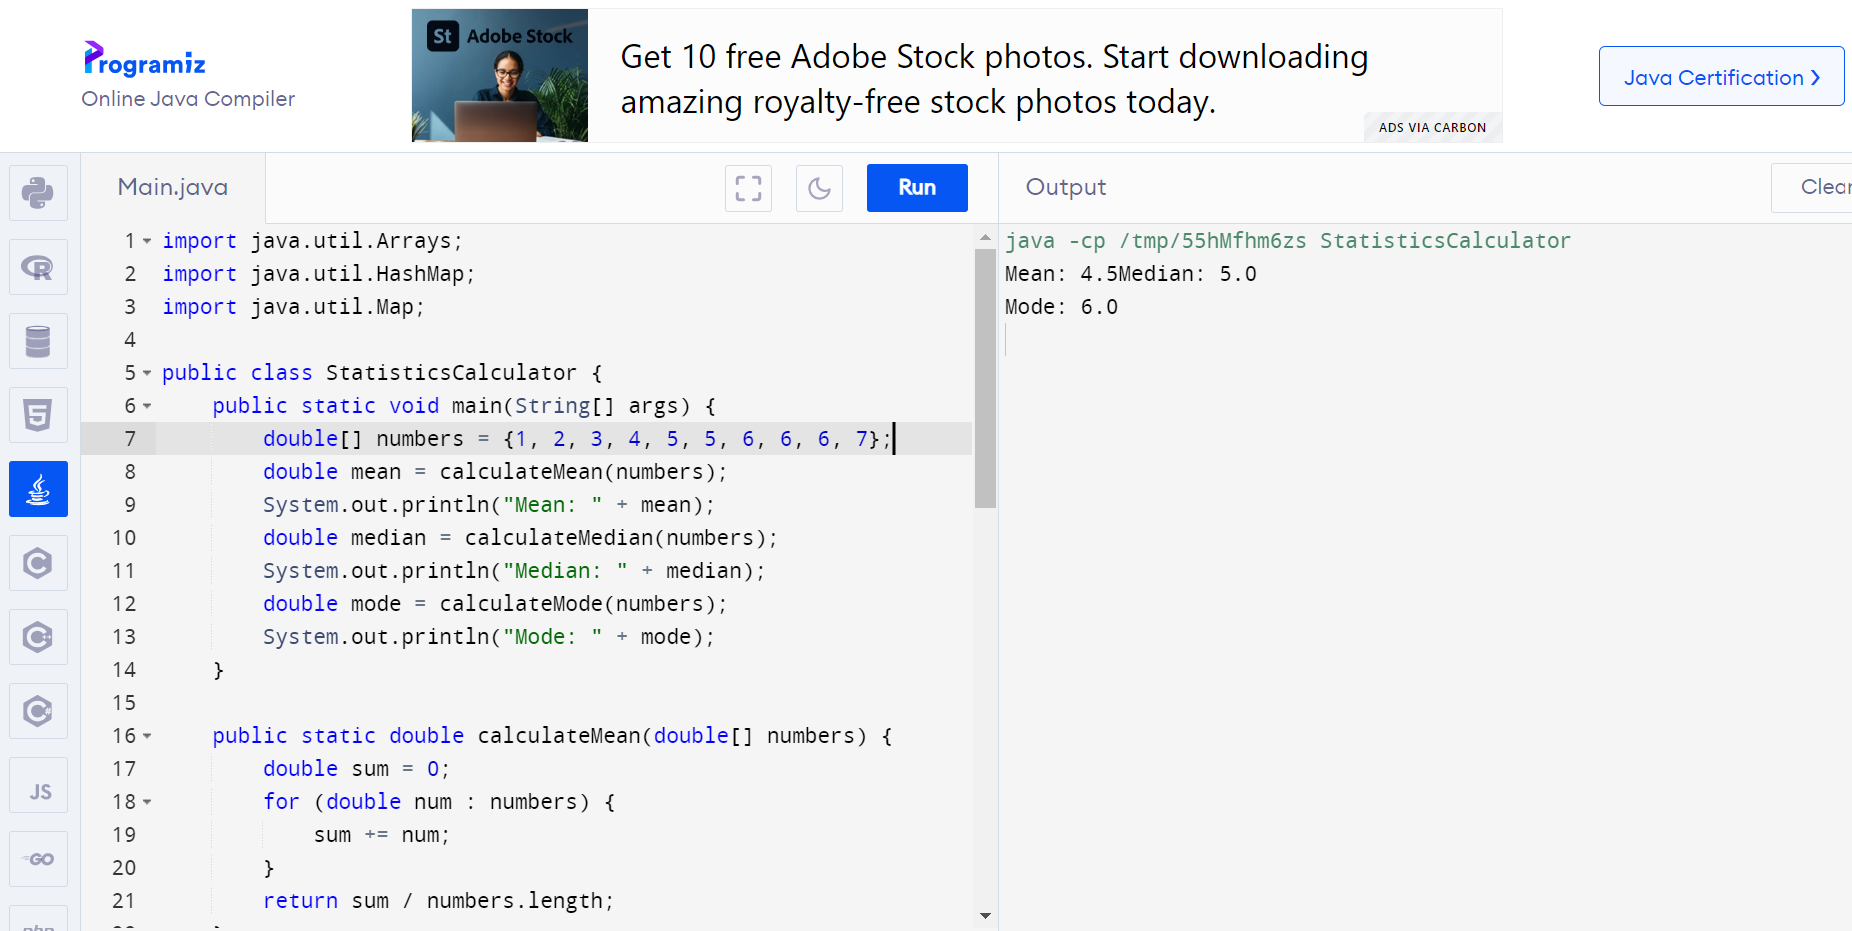 Programiz
Online Java Compiler
St Adobe Stock
Get 10 free Adobe Stock photos. Start downloading
amazing royalty-free stock photos today.
ADS VIA CARBON
Java Certification ❯
Main.java
Run
Output
Clear
R
5
C
C++
C#
JS
GO
php
1 import java.util.Arrays;
2 import java.util.HashMap;
3 import java.util.Map;
4
5 public class StatisticsCalculator {
6     public static void main(String[] args) {
7         double[] numbers = {1, 2, 3, 4, 5, 5, 6, 6, 6, 7};
8         double mean = calculateMean(numbers);
9         System.out.println("Mean: " + mean);
10         double median = calculateMedian(numbers);
11         System.out.println("Median: " + median);
12         double mode = calculateMode(numbers);
13         System.out.println("Mode: " + mode);
14     }
15
16     public static double calculateMean(double[] numbers) {
17         double sum = 0;
18         for (double num : numbers) {
19             sum += num;
20         }
21         return sum / numbers.length;
java -cp /tmp/55hMfhm6zs StatisticsCalculator
Mean: 4.5Median: 5.0
Mode: 6.0